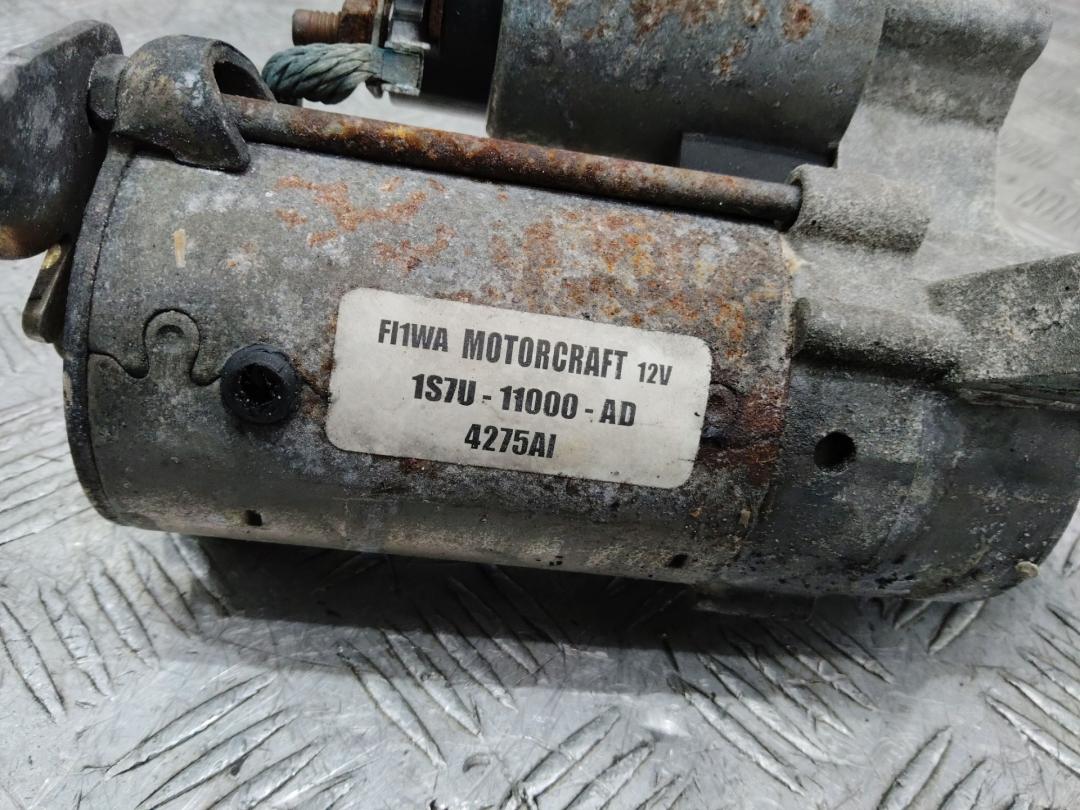 FI1WA MOTORCRAFT 12V
1S7U - 11000 - AD
4275AI